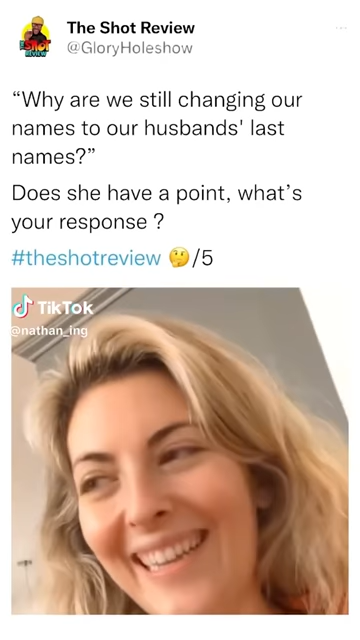 The Shot Review
@GloryHoleshow
“Why are we still changing our
names to our husbands' last
names?”
Does she have a point, what’s
your response ?
#theshotreview 🤔/5
TikTok
@nathan_ing